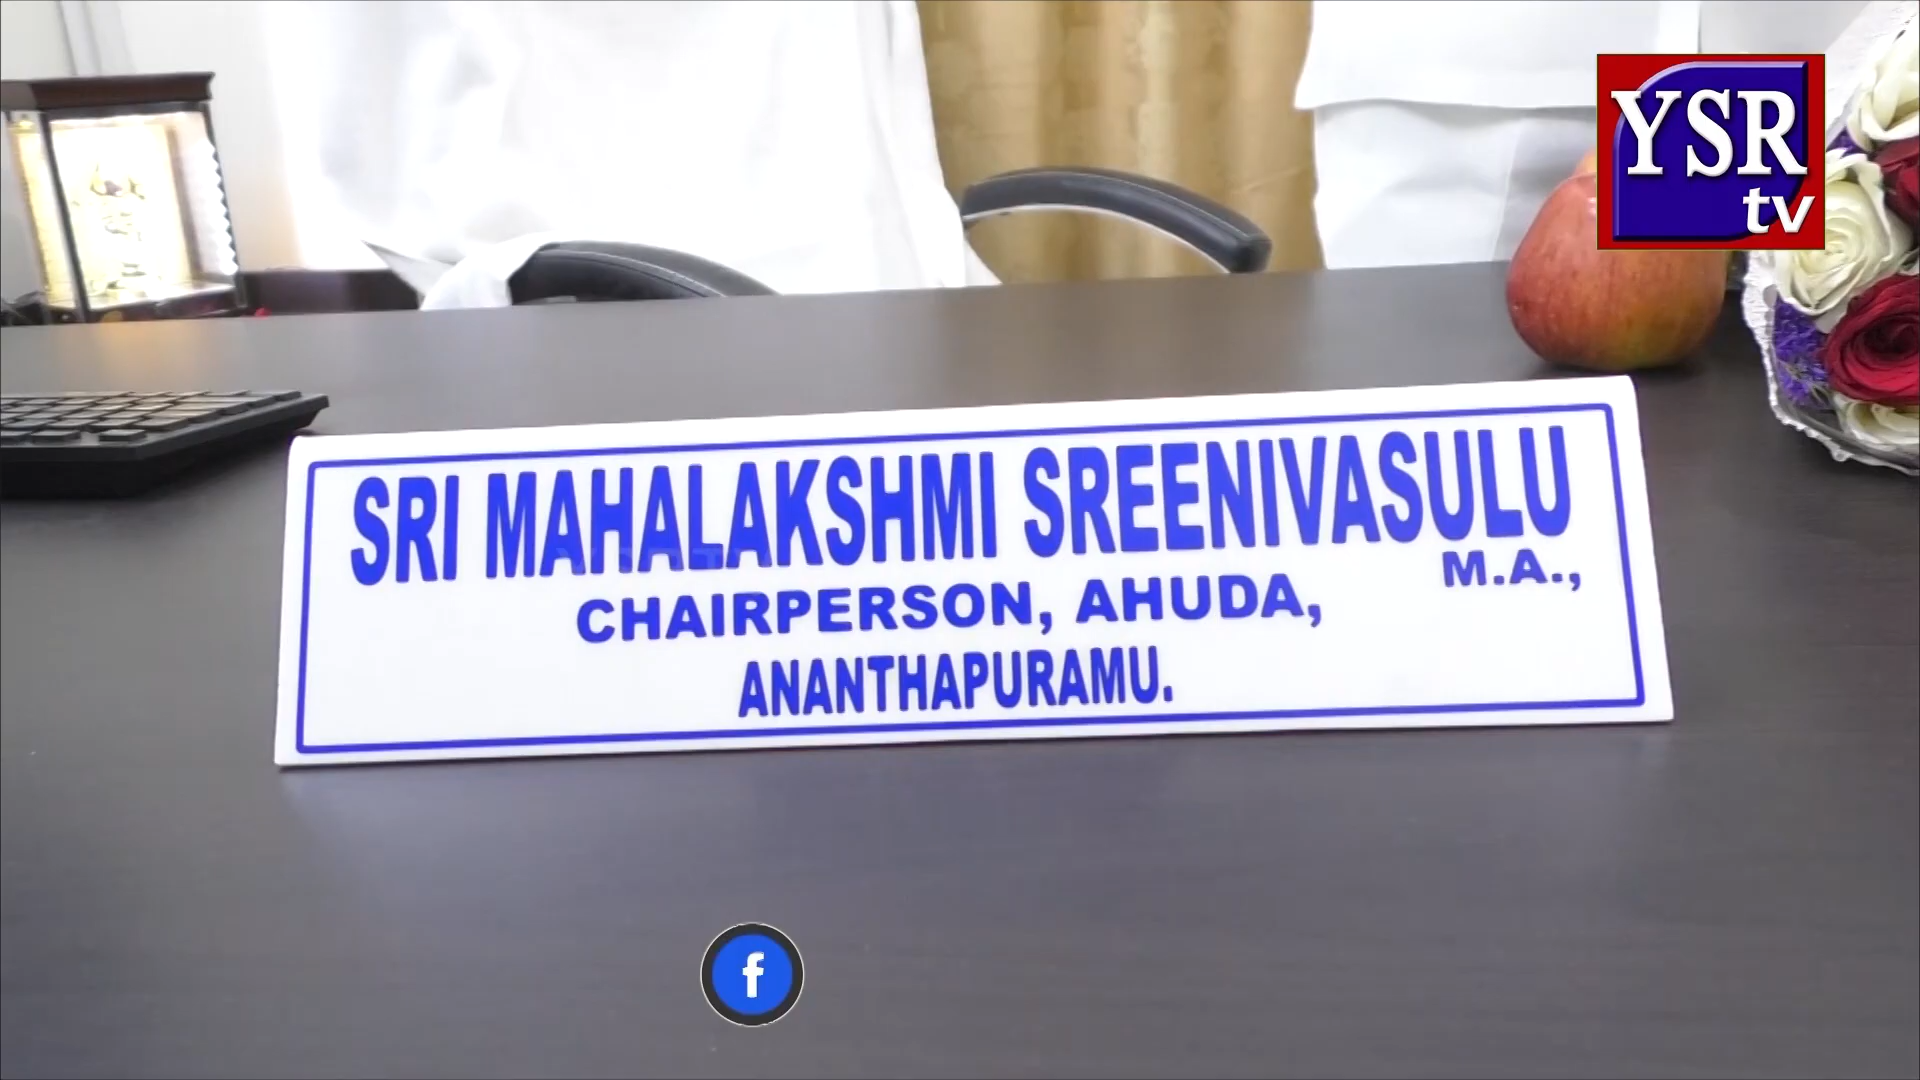 YSR
tv
SRI MAHALAKSHMI SREENIVASULU
M.A.,
CHAIRPERSON, AHUDA,
ANANTHAPURAMU.
f